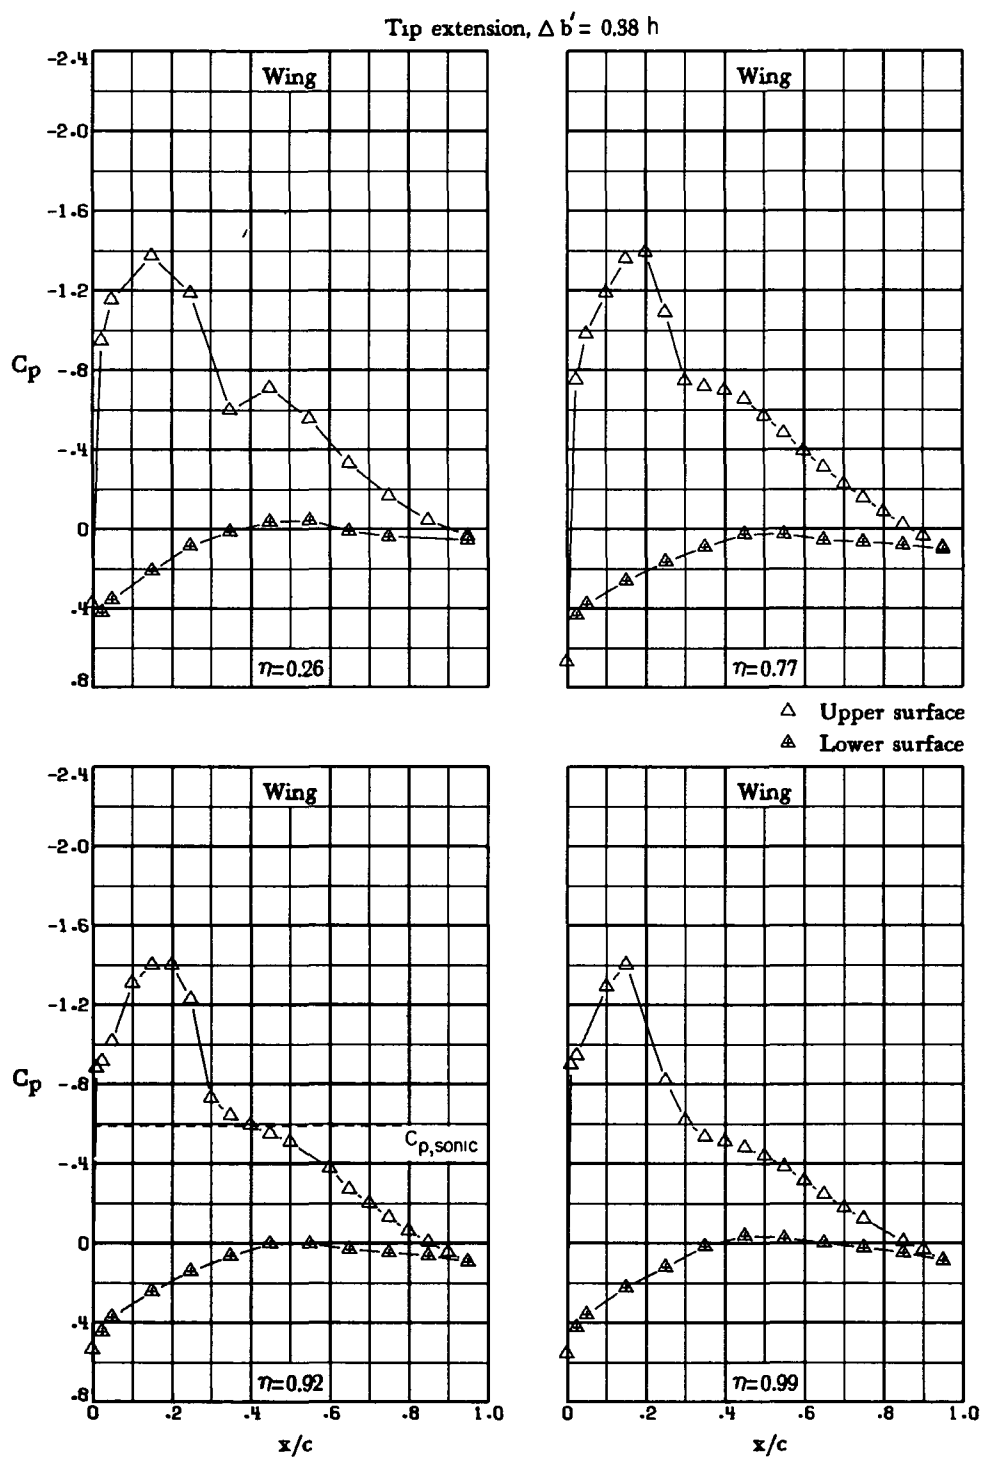 Tip extension, Δ b′ = 0.38 h
Wing
Wing
-2.4
-2.0
-1.6
-1.2
Cp
-.8
-.4
0
.4
.8
η=0.26
η=0.77
△ Upper surface
Lower surface
Wing
Wing
-2.4
-2.0
-1.6
-1.2
Cp
-.8
Cp,sonic
-.4
0
.4
.8
η=0.92
η=0.99
0 .2 .4 .6 .8 1.0
0 .2 .4 .6 .8 1.0
x/c
x/c